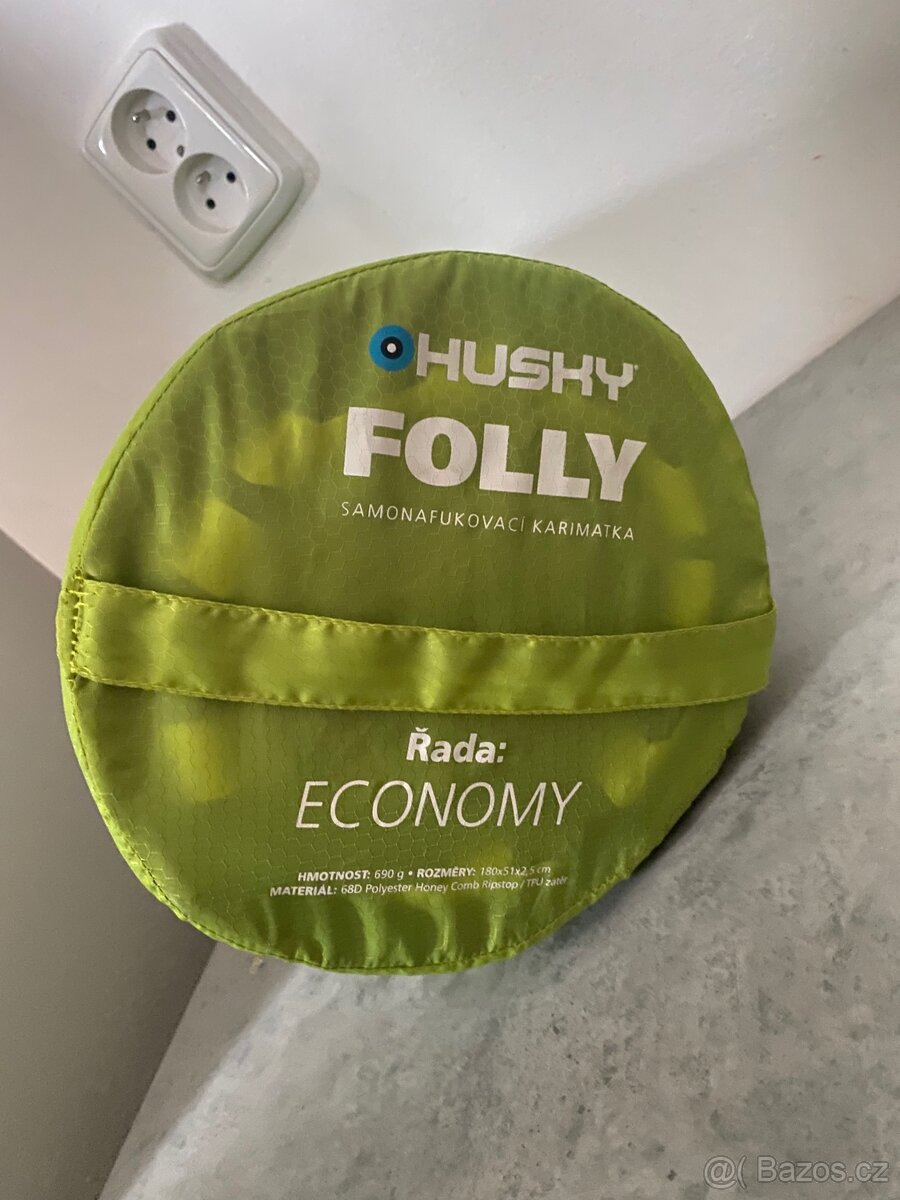 HUSKY®
FOLLY
SAMONAFUKOVACÍ KARIMATKA
Řada:
ECONOMY
HMOTNOST: 690 g • ROZMĚRY: 180x51x2,5 cm
MATERIÁL: 68D Polyester Honey Comb Ripstop / TPU zátěr
@( Bazos.cz